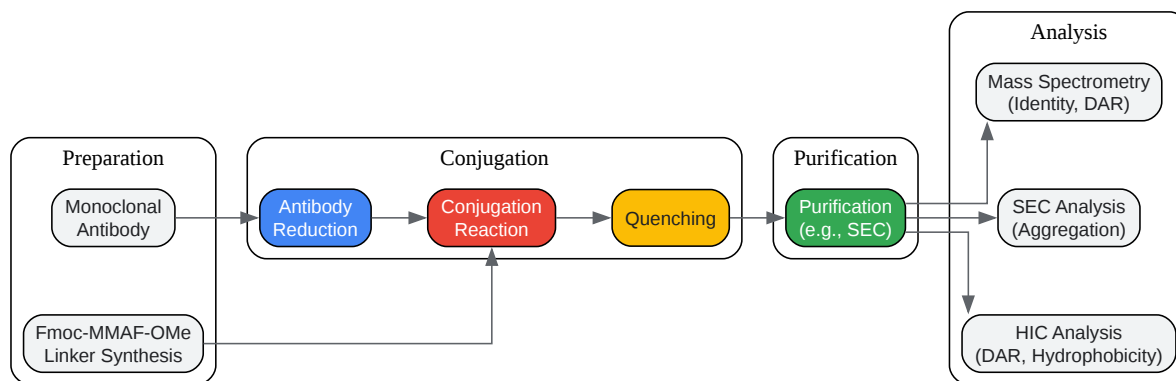 Preparation
Monoclonal
Antibody
Fmoc-MMAF-OMe
Linker Synthesis
Conjugation
Antibody
Reduction
Conjugation
Reaction
Quenching
Purification
Purification
(e.g., SEC)
Analysis
Mass Spectrometry
(Identity, DAR)
SEC Analysis
(Aggregation)
HIC Analysis
(DAR, Hydrophobicity)